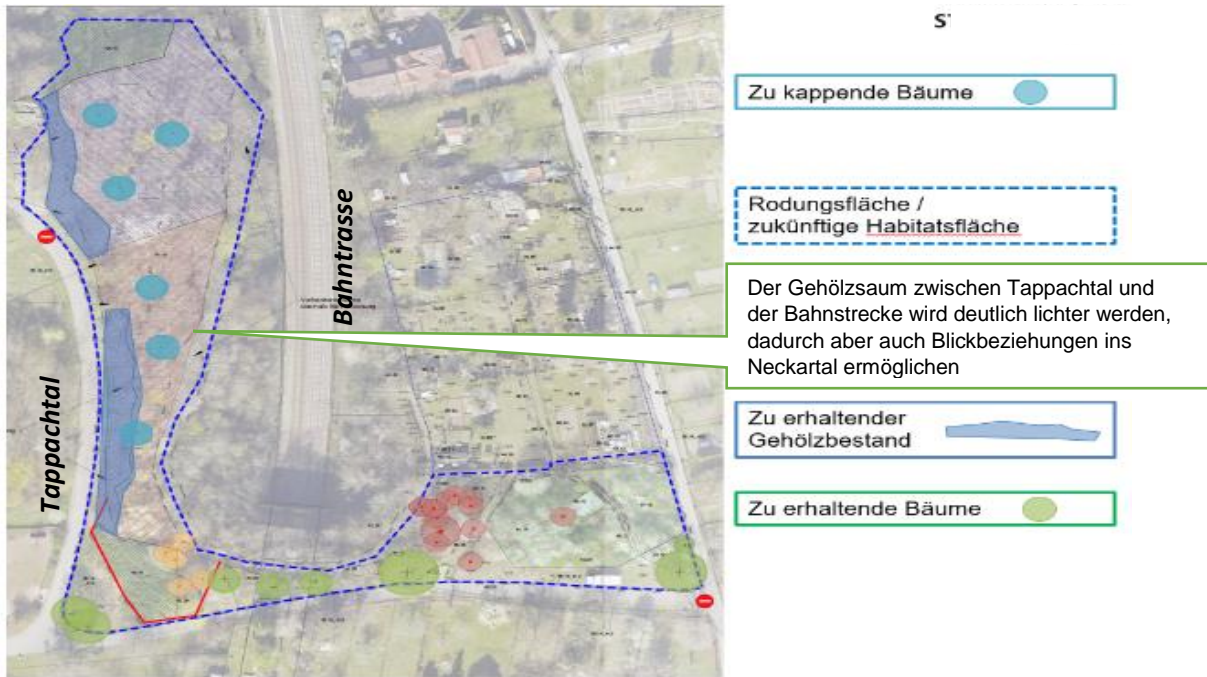 S'
Zu kappende Bäume
Rodungsfläche /
zukünftige Habitatsfläche
Der Gehölzsaum zwischen Tappachtal und
der Bahnstrecke wird deutlich lichter werden,
dadurch aber auch Blickbeziehungen ins
Neckartal ermöglichen
Zu erhaltender
Gehölzbestand
Zu erhaltende Bäume
Bahntrasse
Tappachtal